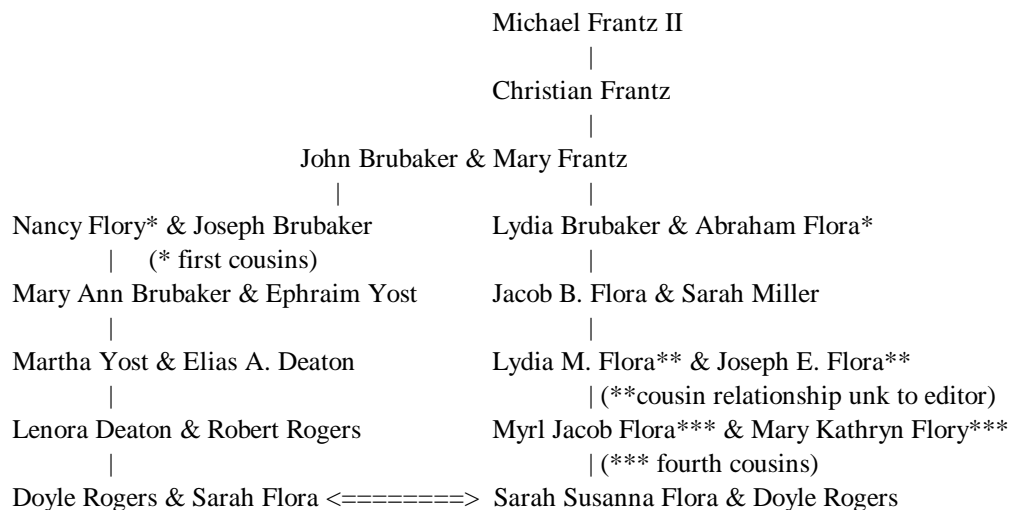 Michael Frantz II
|
Christian Frantz
|
John Brubaker & Mary Frantz
| |
Nancy Flory* & Joseph Brubaker Lydia Brubaker & Abraham Flora*
| (* first cousins) |
Mary Ann Brubaker & Ephraim Yost Jacob B. Flora & Sarah Miller
| |
Martha Yost & Elias A. Deaton Lydia M. Flora** & Joseph E. Flora**
| | (**cousin relationship unk to editor)
Lenora Deaton & Robert Rogers Myrl Jacob Flora*** & Mary Kathryn Flory***
| | (*** fourth cousins)
Doyle Rogers & Sarah Flora <========> Sarah Susanna Flora & Doyle Rogers